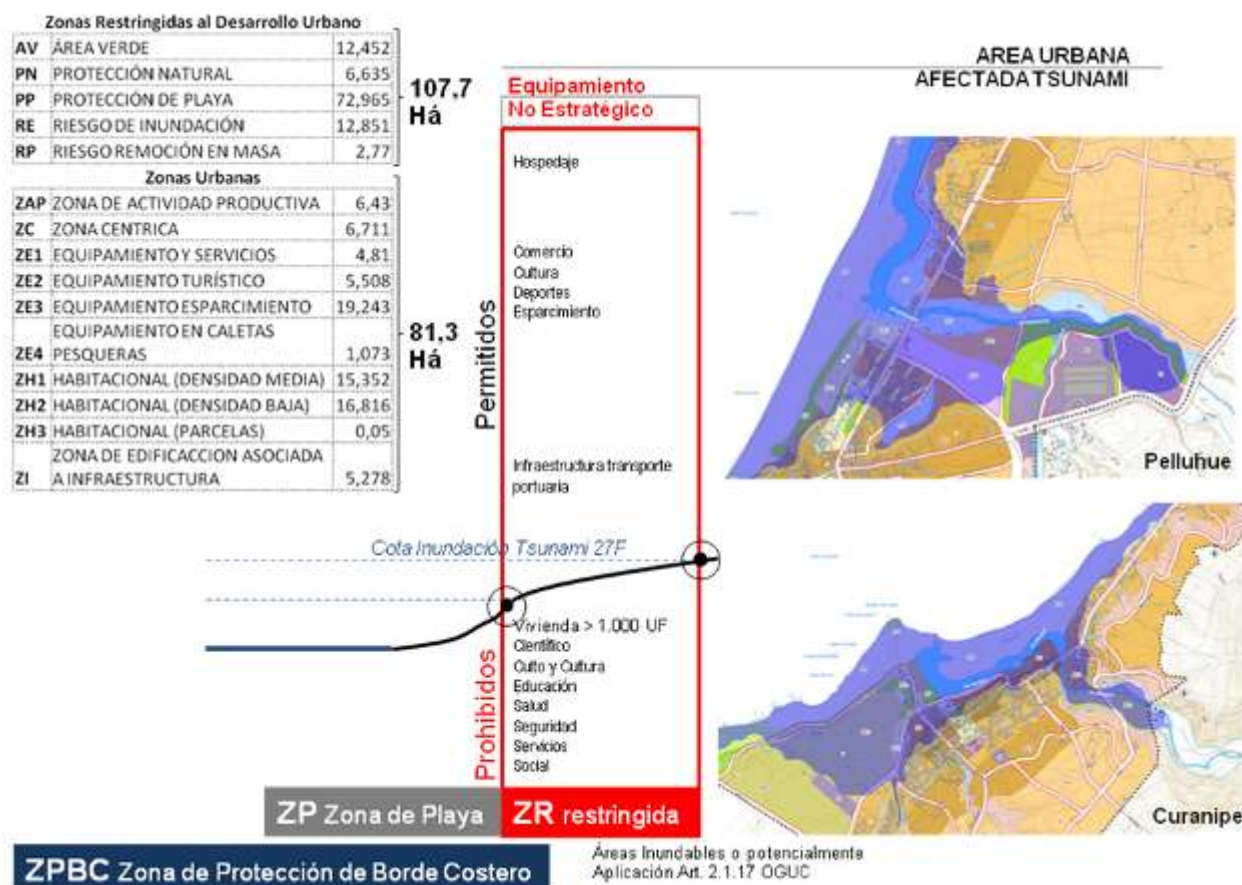 Zonas Restringidas al Desarrollo Urbano
AV ÁREA VERDE 12,452
PN PROTECCIÓN NATURAL 6,635
PP PROTECCIÓN DE PLAYA 72,965
RE RIESGO DE INUNDACIÓN 12,851
RP RIESGO REMOCIÓN EN MASA 2,77
107,7
Há
Zonas Urbanas
ZAP ZONA DE ACTIVIDAD PRODUCTIVA 6,43
ZC ZONA CENTRICA 6,711
ZE1 EQUIPAMIENTO Y SERVICIOS 4,81
ZE2 EQUIPAMIENTO TURÍSTICO 5,508
ZE3 EQUIPAMIENTO ESPARCIMIENTO 19,243
EQUIPAMIENTO EN CALETAS
ZE4 PESQUERAS 1,073
ZH1 HABITACIONAL (DENSIDAD MEDIA) 15,352
ZH2 HABITACIONAL (DENSIDAD BAJA) 16,816
ZH3 HABITACIONAL (PARCELAS) 0,05
ZONA DE EDIFICACCION ASOCIADA
ZI A INFRAESTRUCTURA 5,278
81,3
Há
Equipamiento
No Estratégico
Permitidos
Hospedaje
Comercio
Cultura
Deportes
Esparcimiento
Infraestructura transporte
portuaria
Cota Inundación Tsunami 27F
Prohibidos
Vivienda > 1.000 UF
Científico
Culto y Cultura
Educación
Salud
Seguridad
Servicios
Social
ZP Zona de Playa
ZR restringida
ZPBC Zona de Protección de Borde Costero
Áreas Inundables o potencialmente
Aplicación Art. 2.1.17 OGUC
AREA URBANA
AFECTADA TSUNAMI
Pelluhue
Curanipe